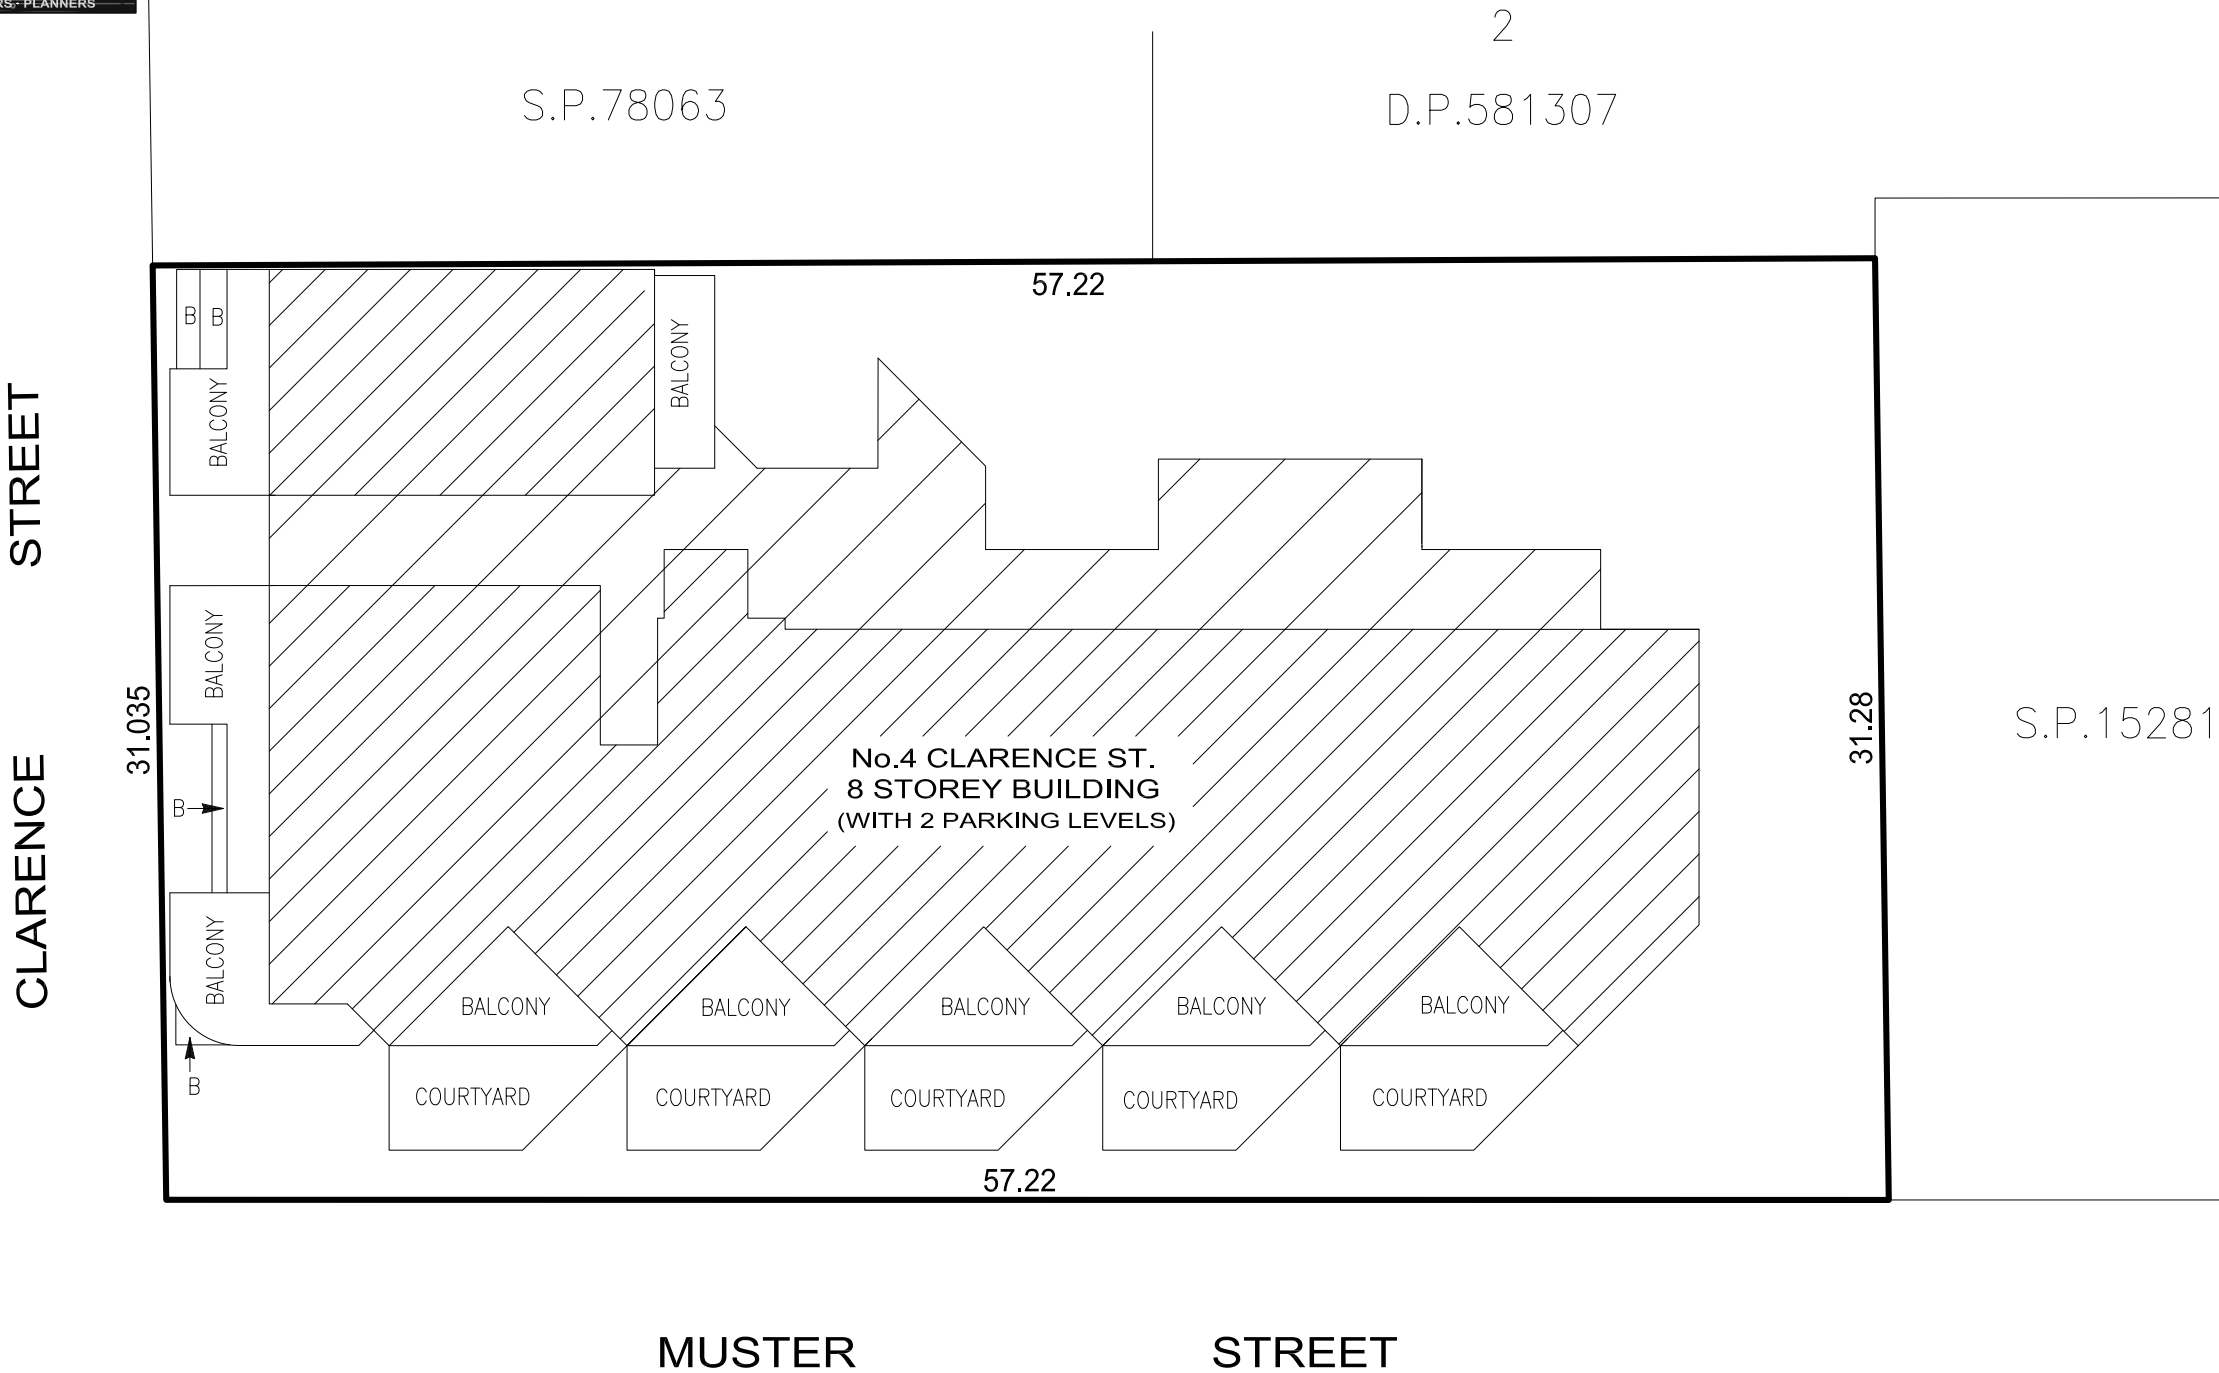 RS· PLANNERS
2
S.P.78063
D.P.581307
57.22
B
B
BALCONY
BALCONY
STREET
BALCONY
31.035
31.28
S.P.15281
No.4 CLARENCE ST.
8 STOREY BUILDING
(WITH 2 PARKING LEVELS)
B
CLARENCE
BALCONY
BALCONY
BALCONY
BALCONY
BALCONY
BALCONY
B
COURTYARD
COURTYARD
COURTYARD
COURTYARD
COURTYARD
57.22
MUSTER STREET